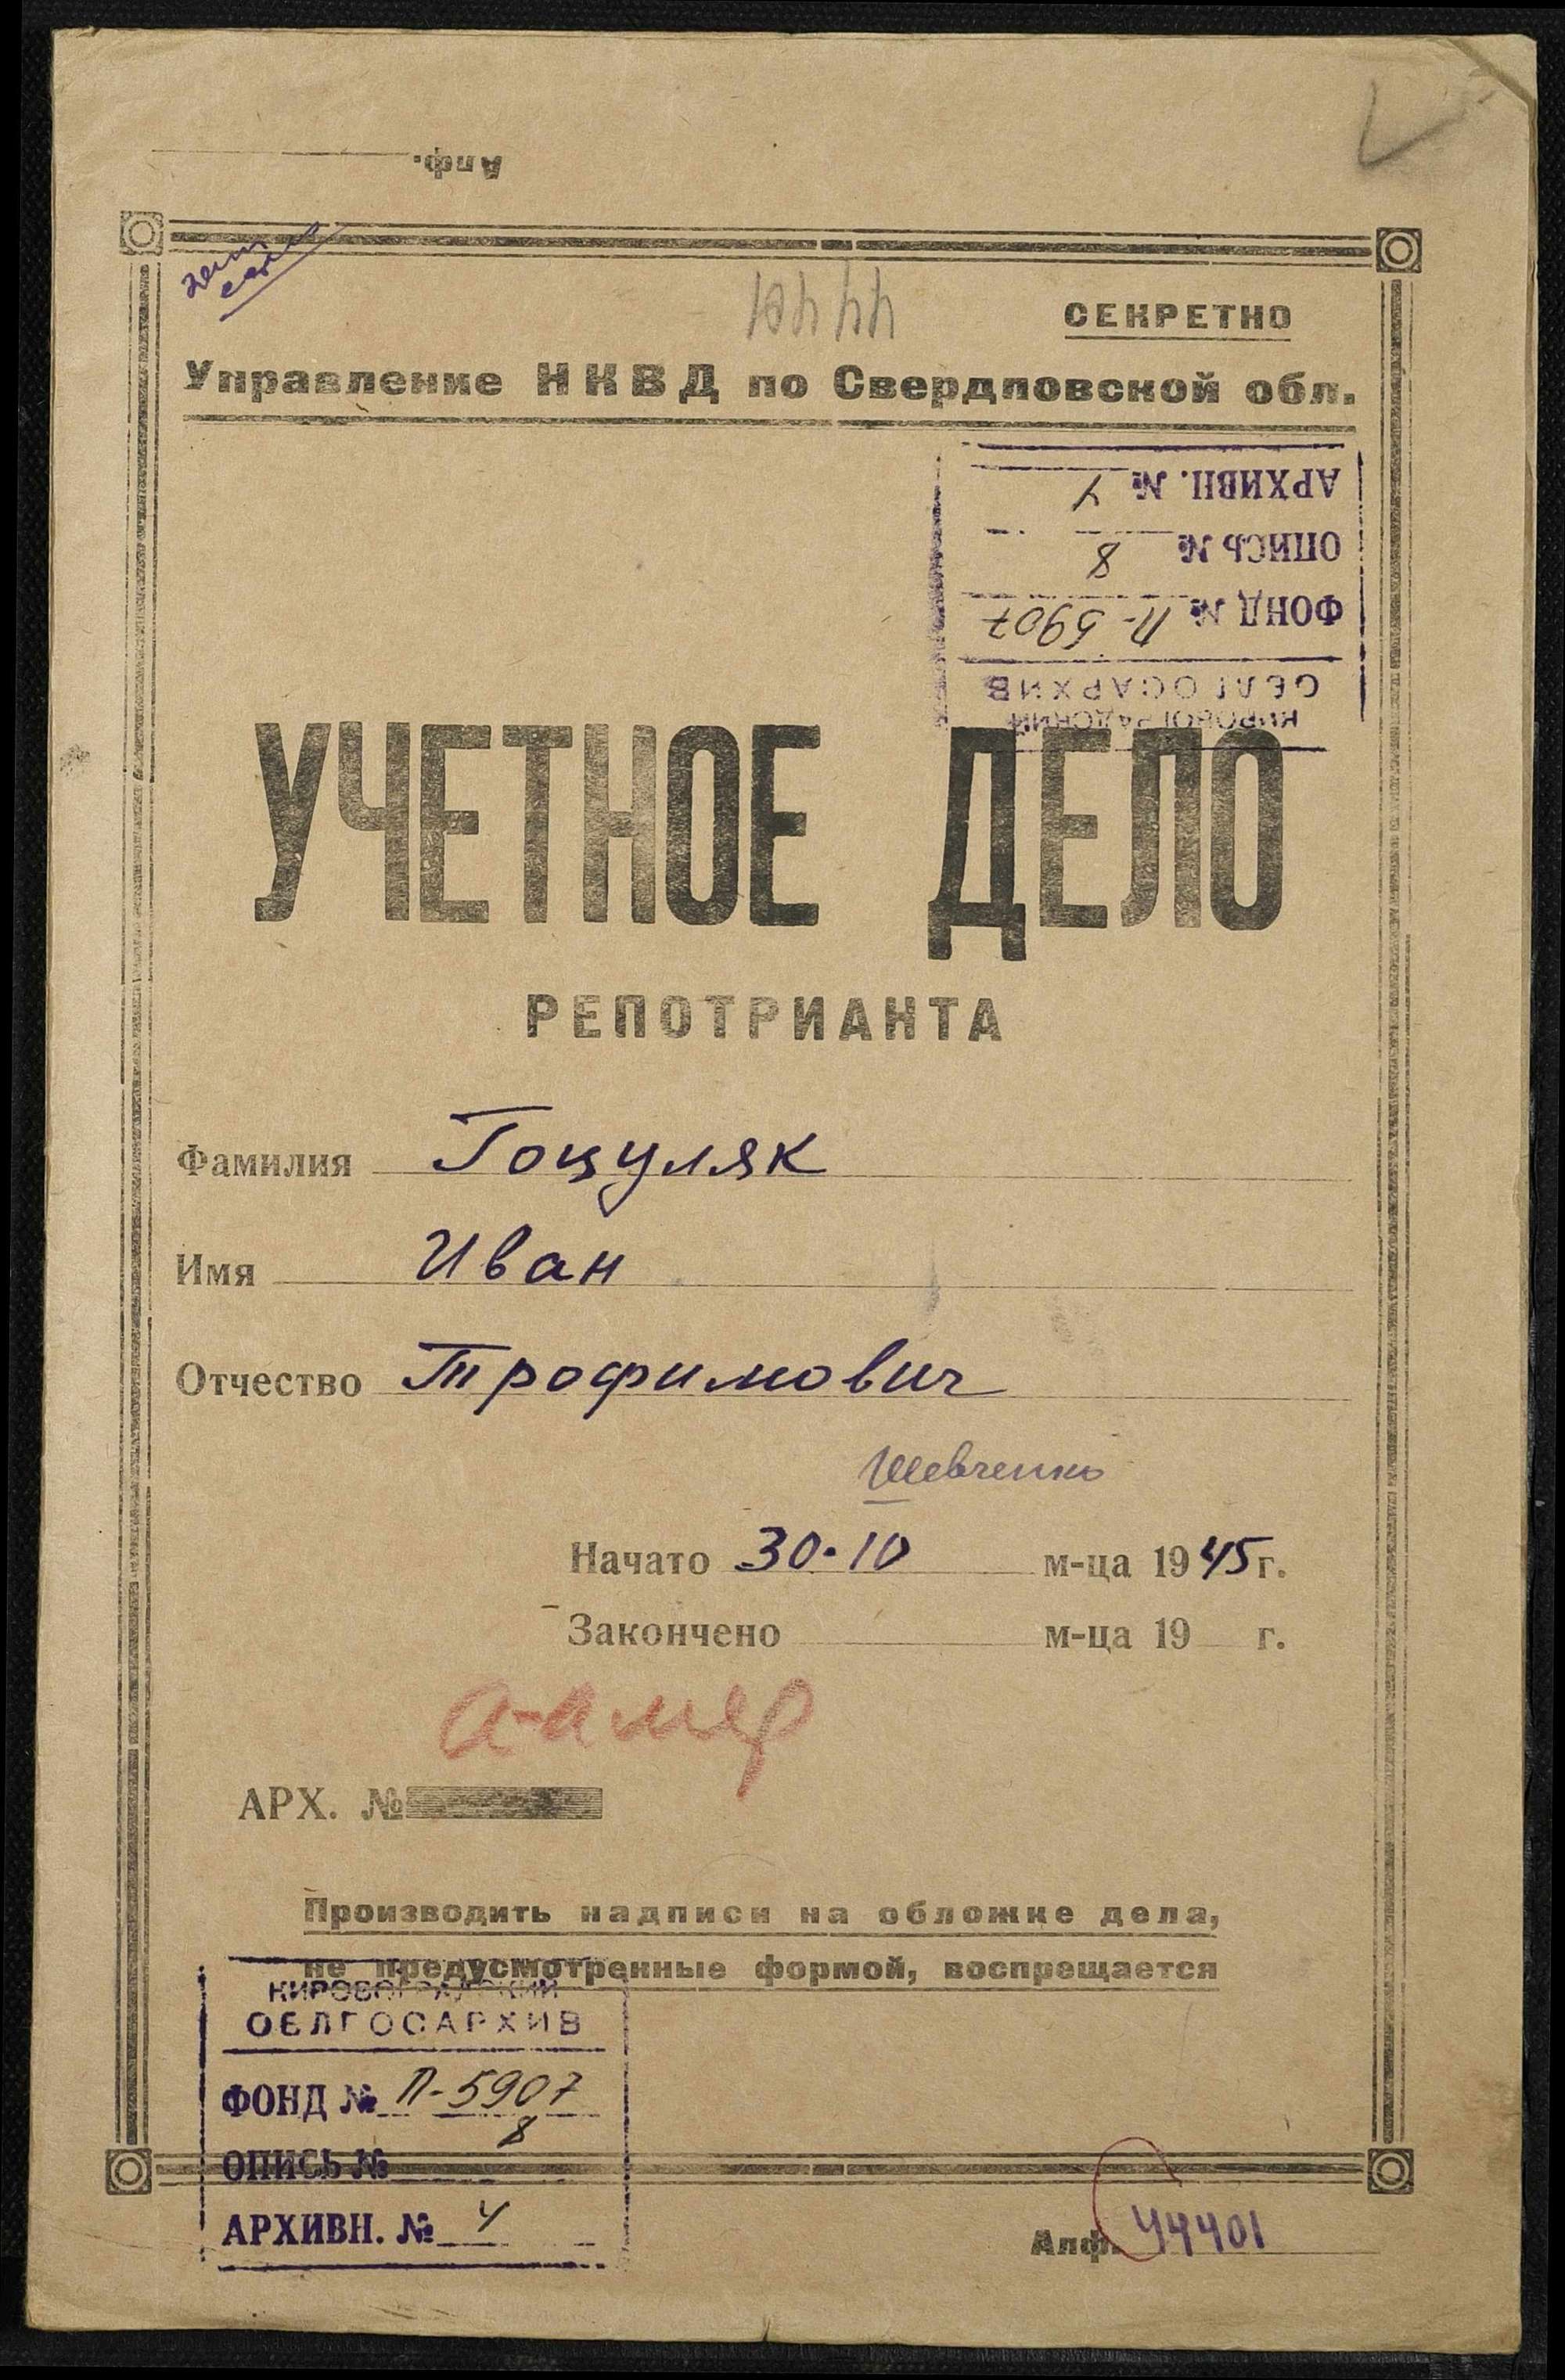 Алф.
44401
СЕКРЕТНО
Управление НКВД по Свердловской обл.
АРХИВН. № 4
ОПИСЬ № 8
ФОНД № П-5907
ОБЛГОСАРХИВ
КИРОВОГРАДСКИЙ
УЧЕТНОЕ ДЕЛО
РЕПОТРИАНТА
Фамилия Гоцуляк
Имя Иван
Отчество Трофимович
Шевченко
Начато 30.10 м-ца 1945 г.
Закончено м-ца 19 г.
а-амер
АРХ. №
Производить надписи на обложке дела,
не предусмотренные формой, воспрещается
КИРОВОГРАДСКИЙ
ОБЛГОСАРХИВ
ФОНД № П-5907
ОПИСЬ № 8
АРХИВН. № 4
Алф. 44401